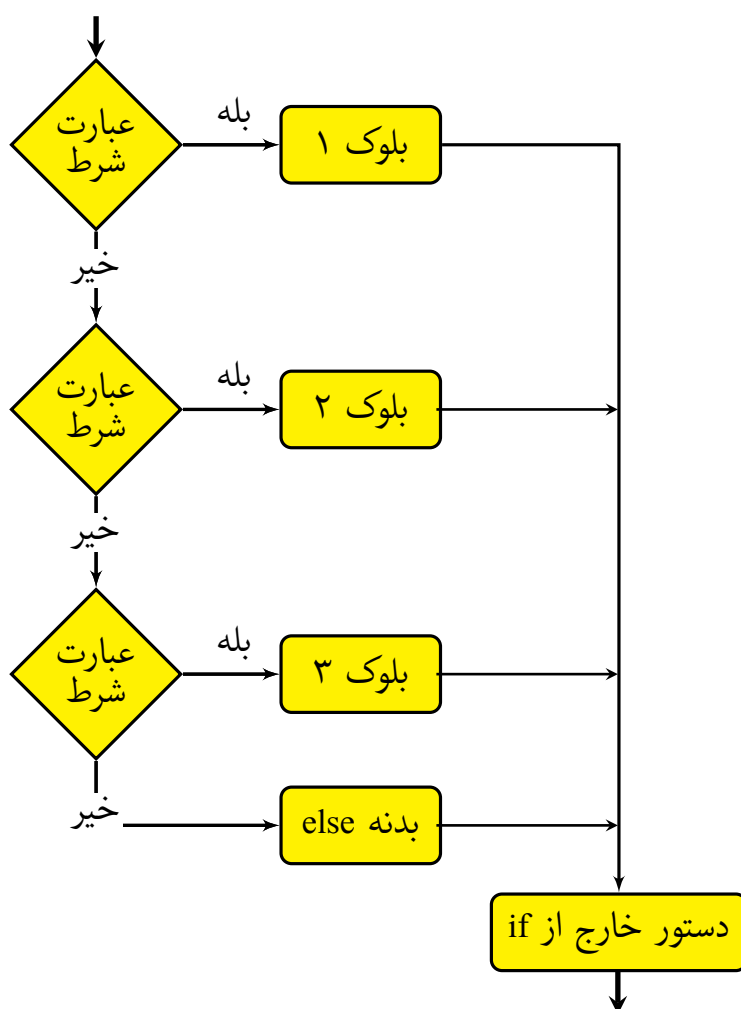 عبارت
شرط
بله
بلوک ۱
خیر
عبارت
شرط
بله
بلوک ۲
خیر
عبارت
شرط
بله
بلوک ۳
خیر
بدنه else
دستور خارج از if